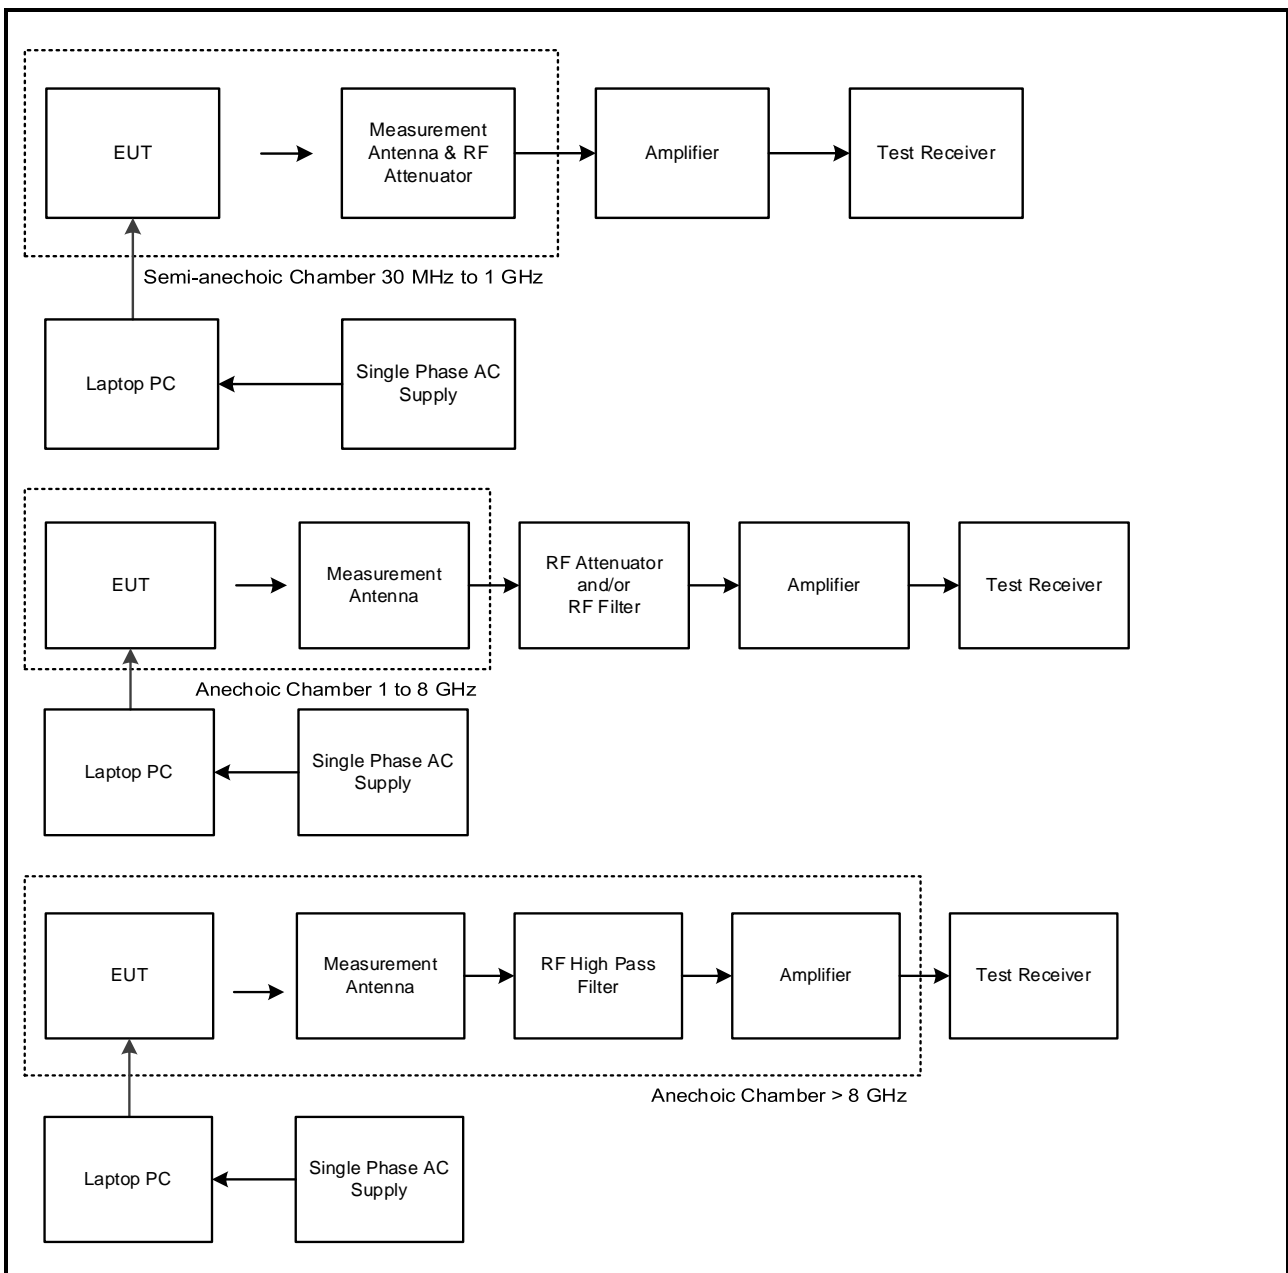 EUT
Measurement
Antenna & RF
Attenuator
Amplifier
Test Receiver
Semi-anechoic Chamber 30 MHz to 1 GHz
Laptop PC
Single Phase AC
Supply
EUT
Measurement
Antenna
RF Attenuator
and/or
RF Filter
Amplifier
Test Receiver
Anechoic Chamber 1 to 8 GHz
Laptop PC
Single Phase AC
Supply
EUT
Measurement
Antenna
RF High Pass
Filter
Amplifier
Test Receiver
Anechoic Chamber > 8 GHz
Laptop PC
Single Phase AC
Supply